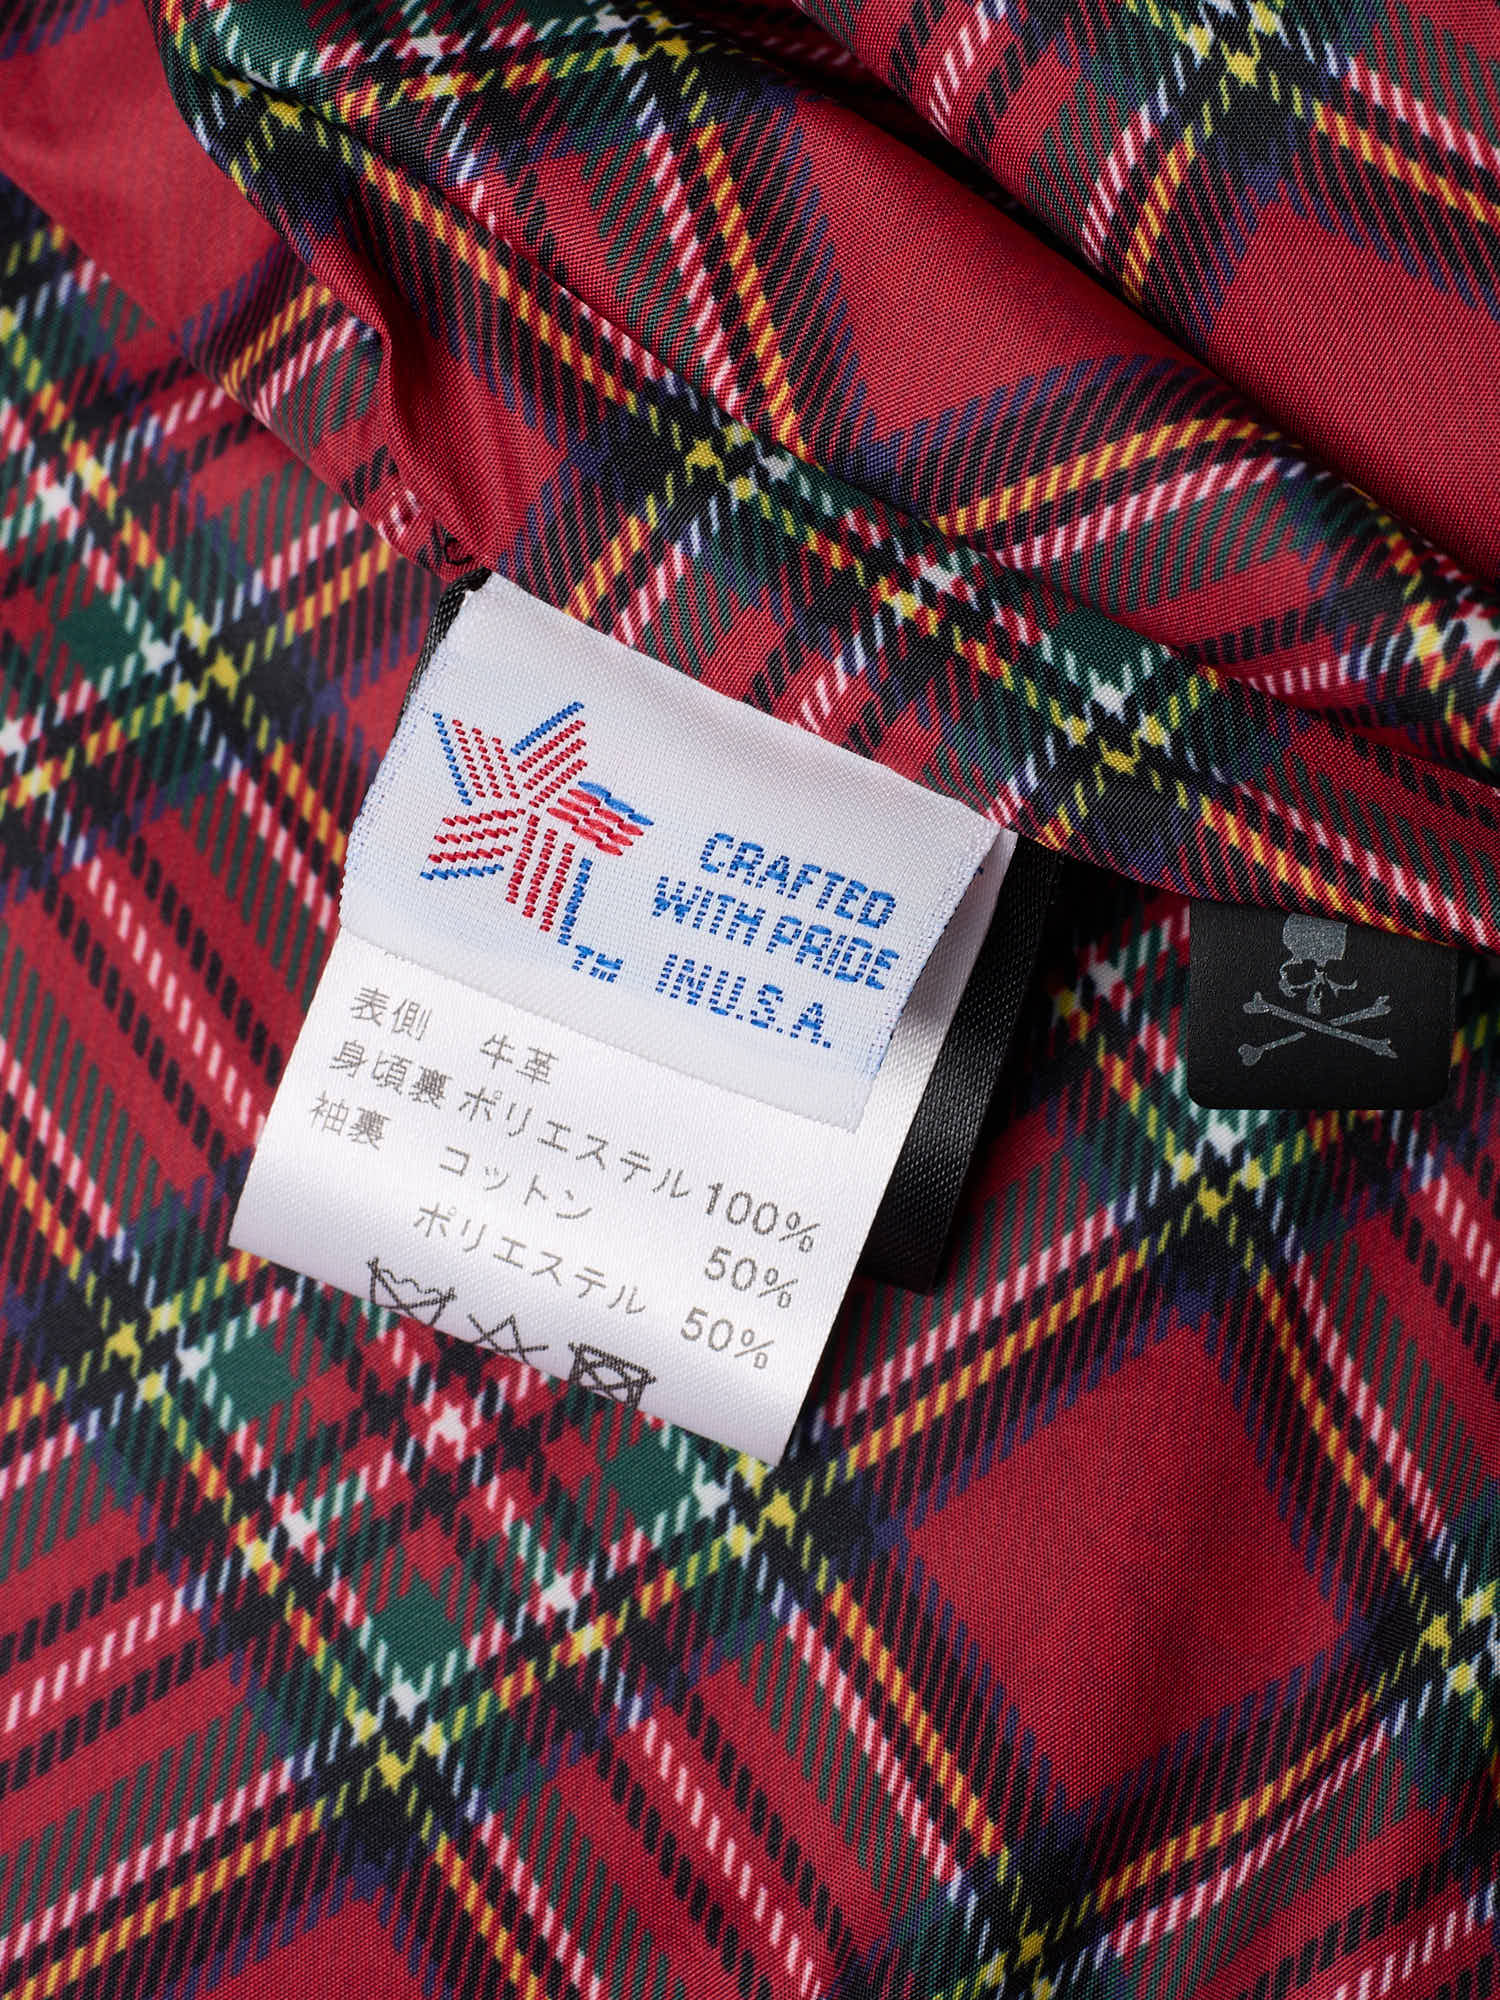 CRAFTED
WITH PRIDE
IN U.S.A.
TM
表側 牛革
身頃裏 ポリエステル 100%
袖裏 コットン 50%
ポリエステル 50%